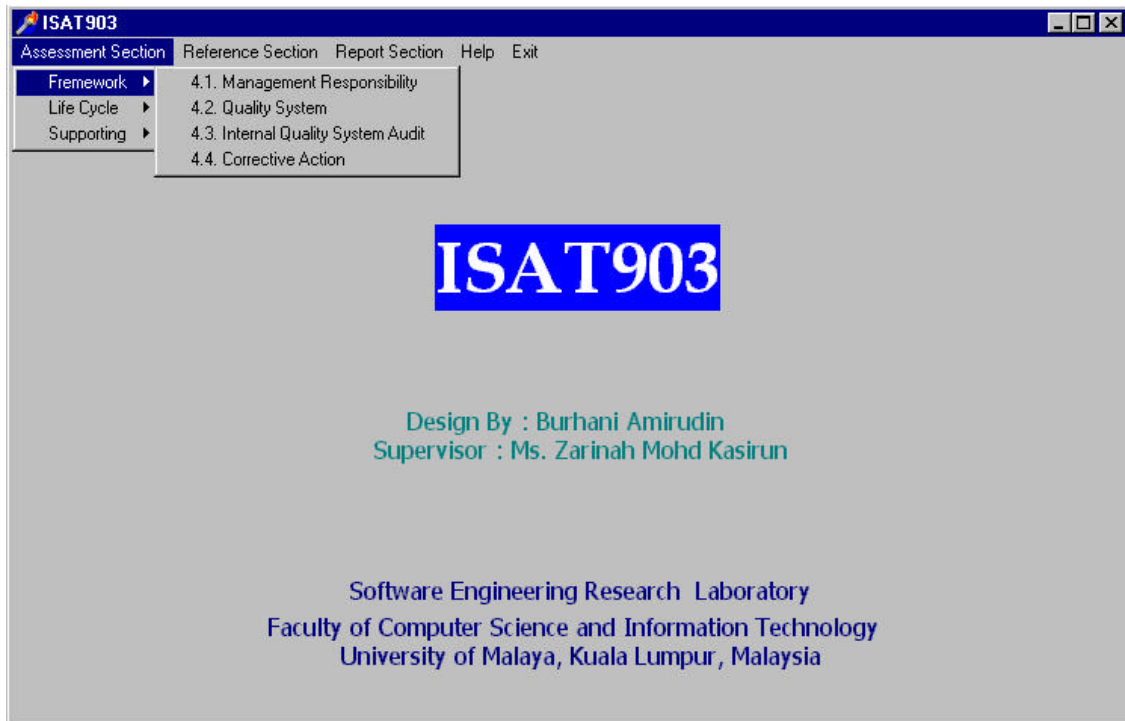 ISAT903
Assessment Section Reference Section Report Section Help Exit
Fremework
Life Cycle
Supporting
4.1. Management Responsibility
4.2. Quality System
4.3. Internal Quality System Audit
4.4. Corrective Action
ISAT903
Design By : Burhani Amirudin
Supervisor : Ms. Zarinah Mohd Kasirun
Software Engineering Research Laboratory
Faculty of Computer Science and Information Technology
University of Malaya, Kuala Lumpur, Malaysia